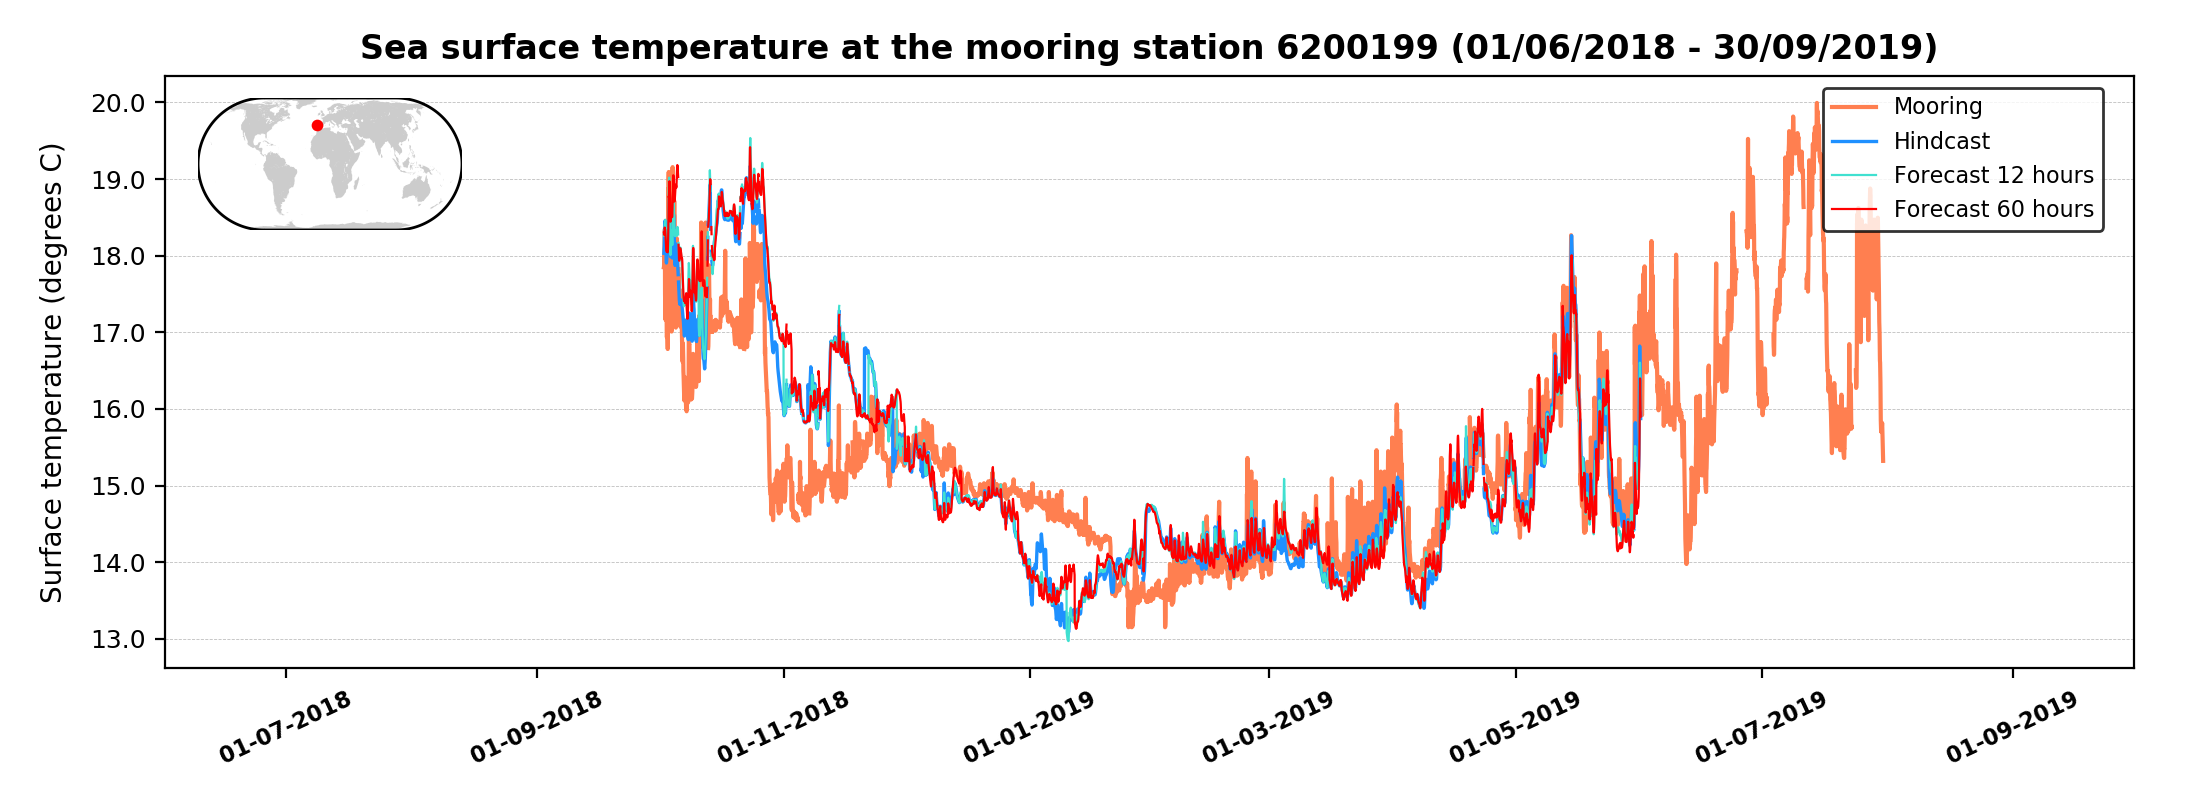 Sea surface temperature at the mooring station 6200199 (01/06/2018 - 30/09/2019)
Surface temperature (degrees C)
20.0
19.0
18.0
17.0
16.0
15.0
14.0
13.0
Mooring
Hindcast
Forecast 12 hours
Forecast 60 hours
01-07-2018
01-09-2018
01-11-2018
01-01-2019
01-03-2019
01-05-2019
01-07-2019
01-09-2019